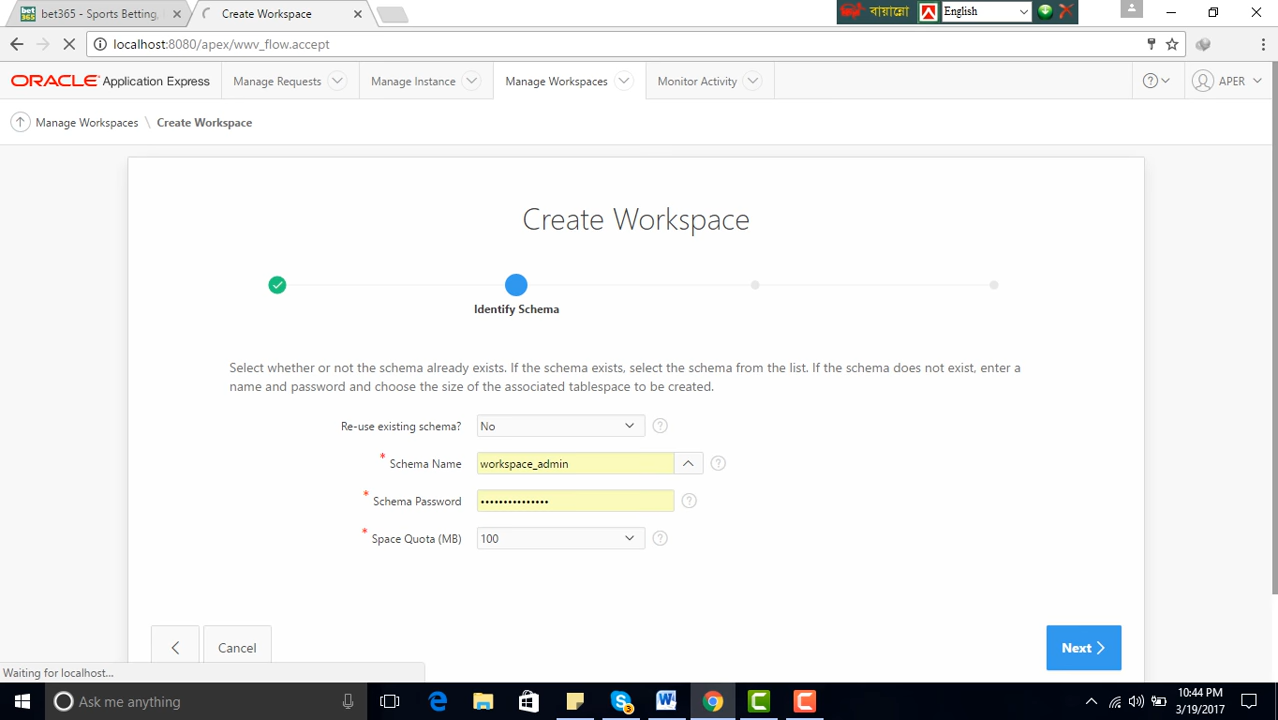 bet365 - Sports Betting
Create Workspace
বায়ান্নো
English
localhost:8080/apex/wwv_flow.accept
ORACLE Application Express
Manage Requests
Manage Instance
Manage Workspaces
Monitor Activity
APER
Manage Workspaces \ Create Workspace
Create Workspace
Identify Schema
Select whether or not the schema already exists. If the schema exists, select the schema from the list. If the schema does not exist, enter a
name and password and choose the size of the associated tablespace to be created.
Re-use existing schema? No
* Schema Name workspace_admin
* Schema Password •••••••••••••••
* Space Quota (MB) 100
Cancel
Next
Waiting for localhost...
Ask me anything
10:44 PM
3/19/2017